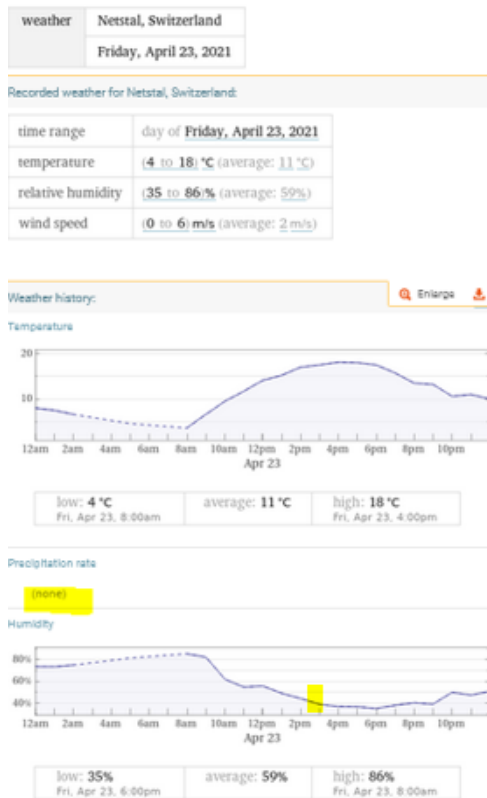 weather Netstal, Switzerland
Friday, April 23, 2021
Recorded weather for Netstal, Switzerland:
time range day of Friday, April 23, 2021
temperature (4 to 18) °C (average: 11 °C)
relative humidity (35 to 86)% (average: 59%)
wind speed (0 to 6) m/s (average: 2 m/s)
Weather history:
Enlarge
Temperature
20
10
12am 2am 4am 6am 8am 10am 12pm 2pm 4pm 6pm 8pm 10pm
Apr 23
low: 4 °C average: 11 °C high: 18 °C
Fri, Apr 23, 8:00am Fri, Apr 23, 4:00pm
Precipitation rate
(none)
Humidity
80%
60%
40%
12am 2am 4am 6am 8am 10am 12pm 2pm 4pm 6pm 8pm 10pm
Apr 23
low: 35% average: 59% high: 86%
Fri, Apr 23, 6:00pm Fri, Apr 23, 8:00am